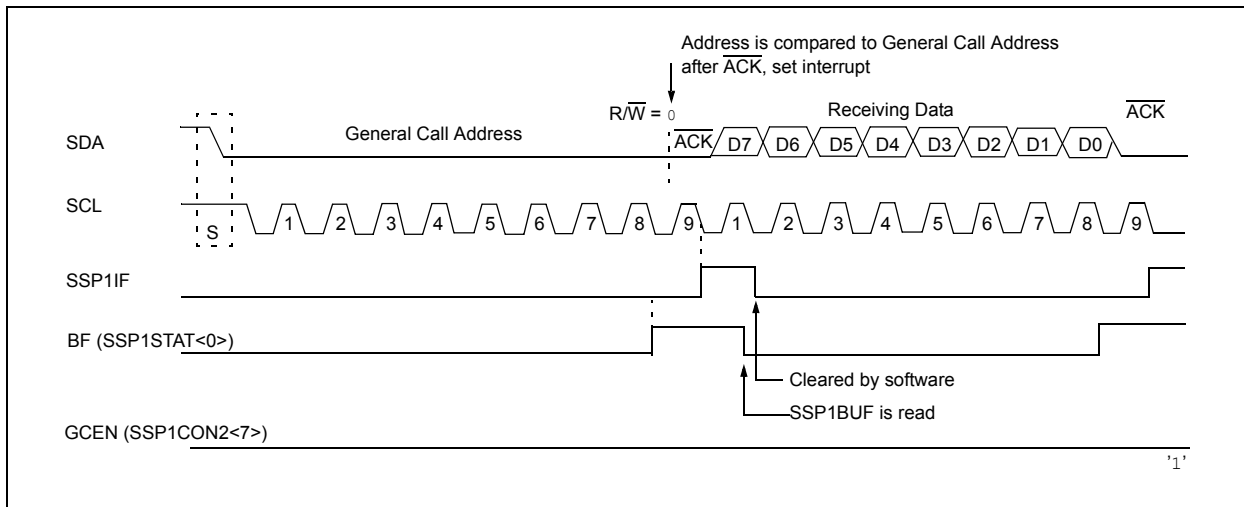 Address is compared to General Call Address
after ACK, set interrupt
R/W = 0
Receiving Data
ACK
SDA
General Call Address
ACK
D7 D6 D5 D4 D3 D2 D1 D0
SCL
S
1 2 3 4 5 6 7 8 9 1 2 3 4 5 6 7 8 9
SSP1IF
BF (SSP1STAT<0>)
Cleared by software
SSP1BUF is read
GCEN (SSP1CON2<7>)
'1'